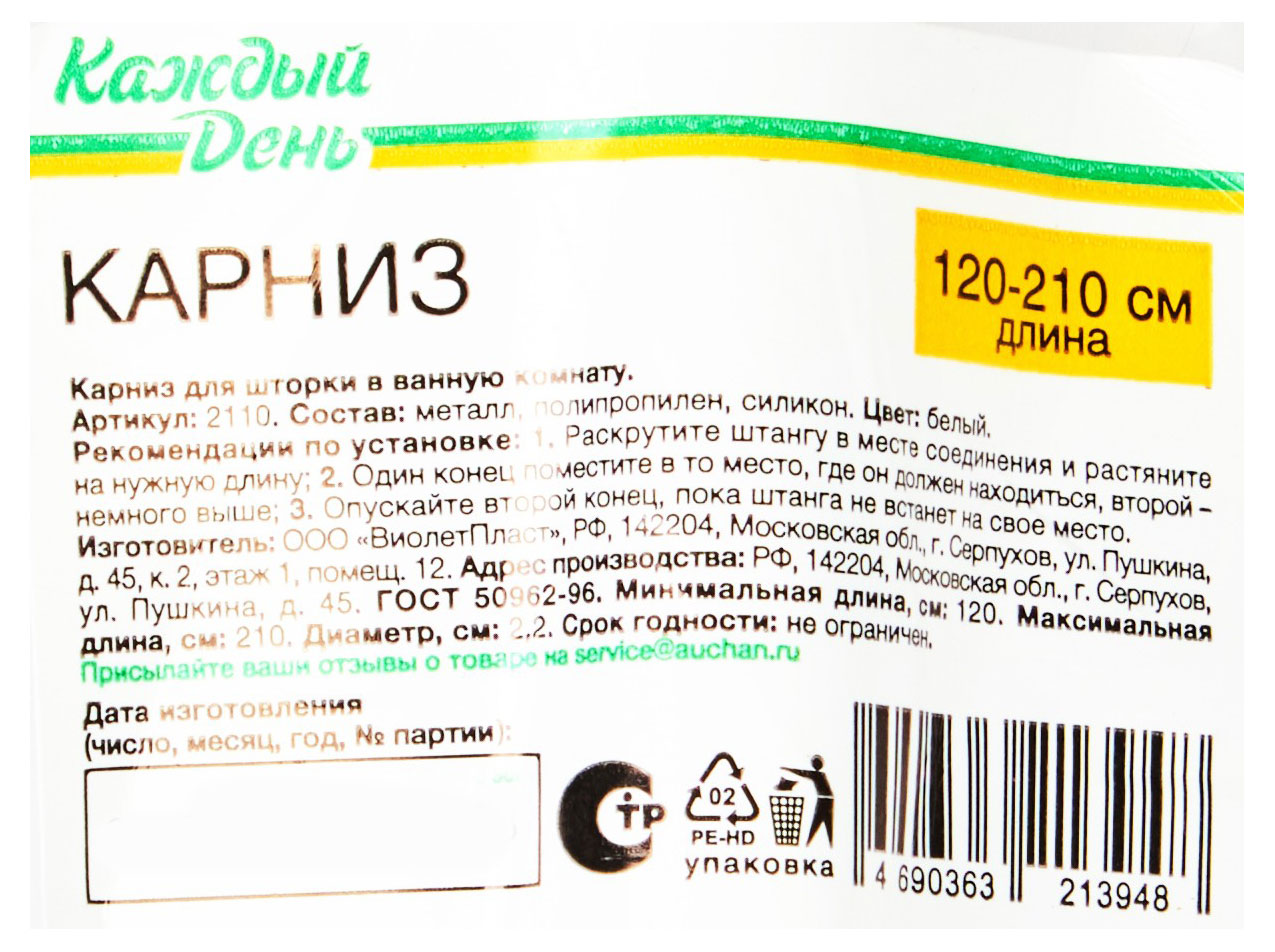 Каждый
День
КАРНИЗ
120-210 см
длина
Карниз для шторки в ванную комнату.
Артикул: 2110. Состав: металл, полипропилен, силикон. Цвет: белый.
Рекомендации по установке: 1. Раскрутите штангу в месте соединения и растяните
на нужную длину; 2. Один конец поместите в то место, где он должен находиться, второй –
немного выше; 3. Опускайте второй конец, пока штанга не встанет на свое место.
Изготовитель: ООО «ВиолетПласт», РФ, 142204, Московская обл., г. Серпухов, ул. Пушкина,
д. 45, к. 2, этаж 1, помещ. 12. Адрес производства: РФ, 142204, Московская обл., г. Серпухов,
ул. Пушкина, д. 45. ГОСТ 50962-96. Минимальная длина, см: 120. Максимальная
длина, см: 210. Диаметр, см: 2.2. Срок годности: не ограничен.
Присылайте ваши отзывы о товаре на service@auchan.ru
Дата изготовления
(число, месяц, год, № партии):
СТР
02
PE-HD
упаковка
4 690363 213948